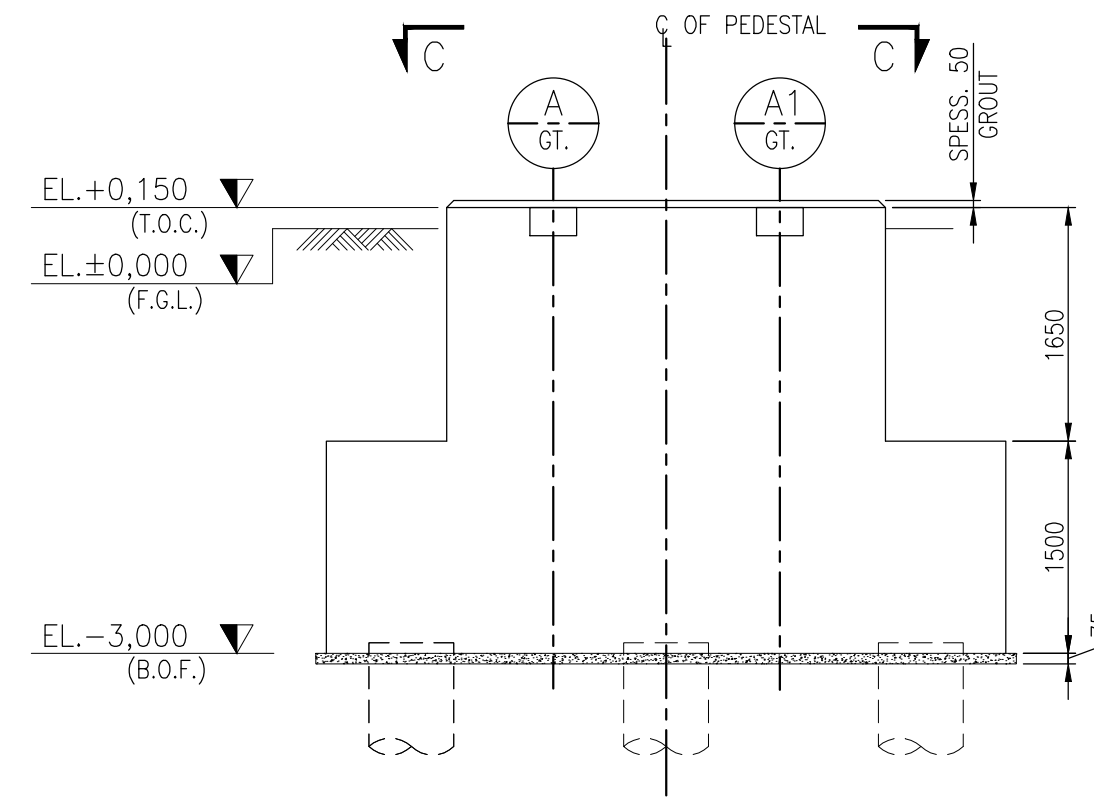 ℄ OF PEDESTAL
C
C
A
GT.
A1
GT.
SPESS. 50
GROUT
EL.+0,150
(T.O.C.)
EL.±0,000
(F.G.L.)
1650
1500
EL.−3,000
(B.O.F.)